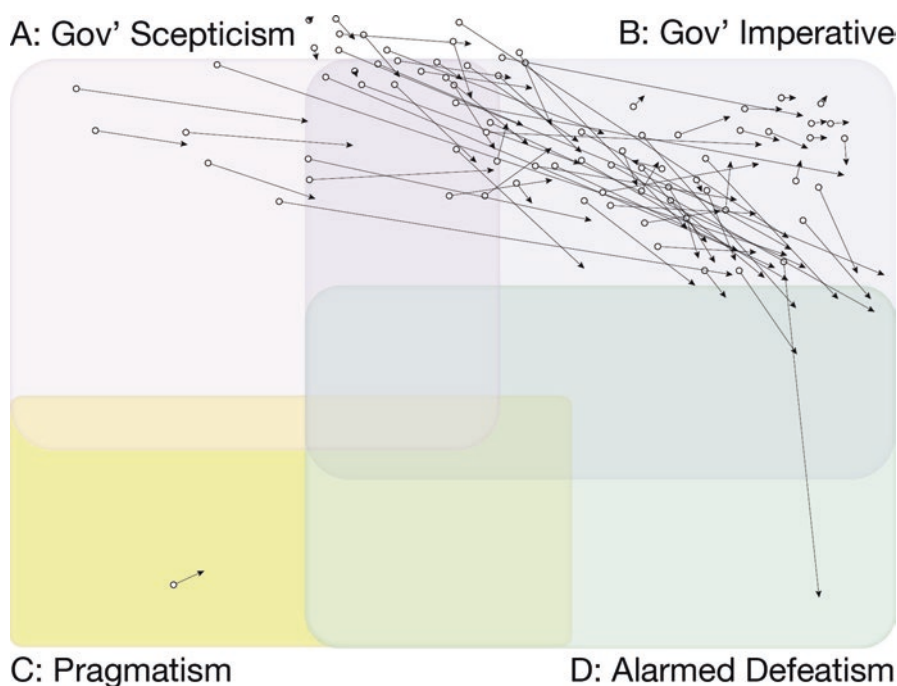 A: Gov’ Scepticism
B: Gov’ Imperative
C: Pragmatism
D: Alarmed Defeatism